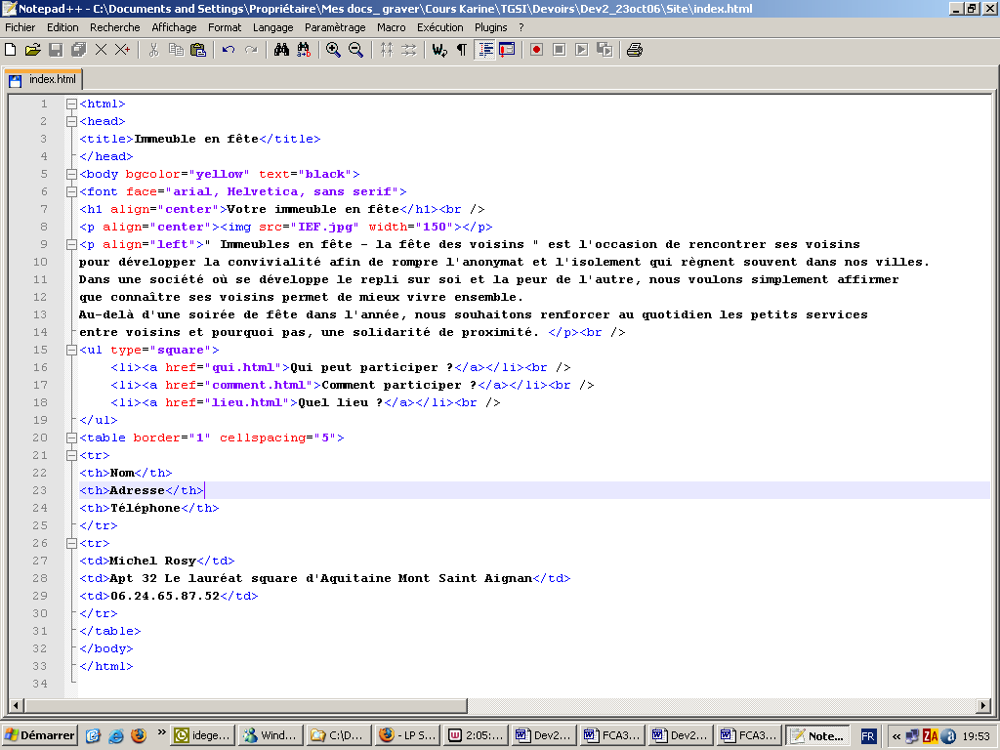 Notepad++ - C:\Documents and Settings\Propriétaire\Mes docs_ graver\Cours Karine\TGSI\Devoirs\Dev2_23oct06\Site\index.html
Fichier Edition Recherche Affichage Format Langage Paramètrage Macro Exécution Plugins ?
index.html
1 <html>
2 <head>
3 <title>Immeuble en fête</title>
4 </head>
5 <body bgcolor="yellow" text="black">
6 <font face="arial, Helvetica, sans serif">
7 <h1 align="center">Votre immeuble en fête</h1><br />
8 <p align="center"><img src="IEF.jpg" width="150"></p>
9 <p align="left">" Immeubles en fête - la fête des voisins " est l'occasion de rencontrer ses voisins
10 pour développer la convivialité afin de rompre l'anonymat et l'isolement qui règnent souvent dans nos villes.
11 Dans une société où se développe le repli sur soi et la peur de l'autre, nous voulons simplement affirmer
12 que connaître ses voisins permet de mieux vivre ensemble.
13 Au-delà d'une soirée de fête dans l'année, nous souhaitons renforcer au quotidien les petits services
14 entre voisins et pourquoi pas, une solidarité de proximité. </p><br />
15 <ul type="square">
16 <li><a href="qui.html">Qui peut participer ?</a></li><br />
17 <li><a href="comment.html">Comment participer ?</a></li><br />
18 <li><a href="lieu.html">Quel lieu ?</a></li><br />
19 </ul>
20 <table border="1" cellspacing="5">
21 <tr>
22 <th>Nom</th>
23 <th>Adresse</th>
24 <th>Téléphone</th>
25 </tr>
26 <tr>
27 <td>Michel Rosy</td>
28 <td>Apt 32 Le lauréat square d'Aquitaine Mont Saint Aignan</td>
29 <td>06.24.65.87.52</td>
30 </tr>
31 </table>
32 </body>
33 </html>
34
Démarrer » idege... Wind... C:\D... - LP S... 2:05:... Dev2... FCA3... Dev2... FCA3... Note... FR « ZA 19:53